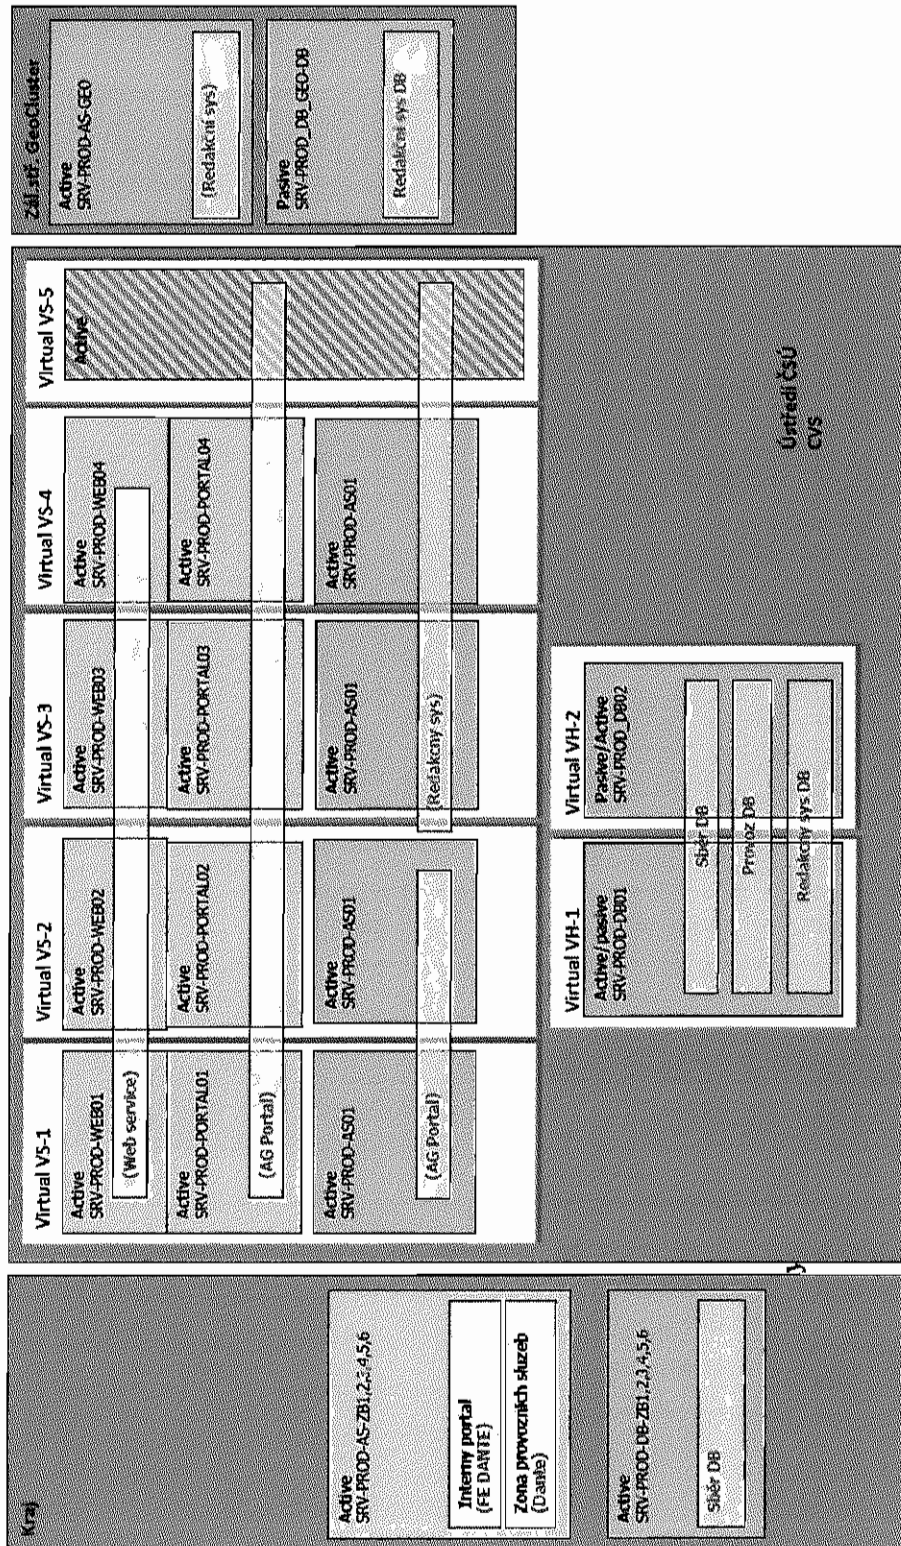 Kraj
Active
SRV-PROD-AS-ZB1,2,3,4,5,6
Interny portal
(FE DANTE)
Zona provoznich sluzeb
(Dante)
Active
SRV-PROD-DB-ZB1,2,3,4,5,6
Sběr DB
Virtual VS-1
Active
SRV-PROD-WEB01
(Web service)
Active
SRV-PROD-PORTAL01
(AG Portal)
Active
SRV-PROD-AS01
(AG Portal)
Virtual VS-2
Active
SRV-PROD-WEB02
Active
SRV-PROD-PORTAL02
Active
SRV-PROD-AS01
Virtual VS-3
Active
SRV-PROD-WEB03
Active
SRV-PROD-PORTAL03
Active
SRV-PROD-AS01
(Redakcny sys)
Virtual VS-4
Active
SRV-PROD-WEB04
Active
SRV-PROD-PORTAL04
Active
SRV-PROD-AS01
Virtual VS-5
Active
Virtual VH-1
Active/pasive
SRV-PROD-DB01
Virtual VH-2
Pasive/Active
SRV-PROD_DB02
Sběr DB
Provoz DB
Redakcny sys DB
Ústředí ČSÚ
CVS
y
Zál.stř. GeoCluster
Active
SRV-PROD-AS-GEO
(Redakční sys)
Pasive
SRV-PROD_DB_GEO-DB
Redakční sys DB